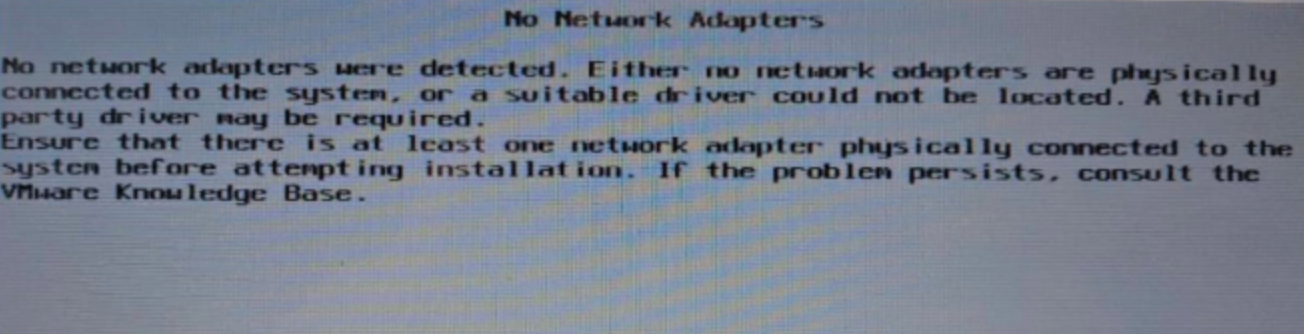 No Network Adapters
No network adapters were detected. Either no network adapters are physically
connected to the system, or a suitable driver could not be located. A third
party driver may be required.
Ensure that there is at least one network adapter physically connected to the
system before attempting installation. If the problem persists, consult the
VMware Knowledge Base.